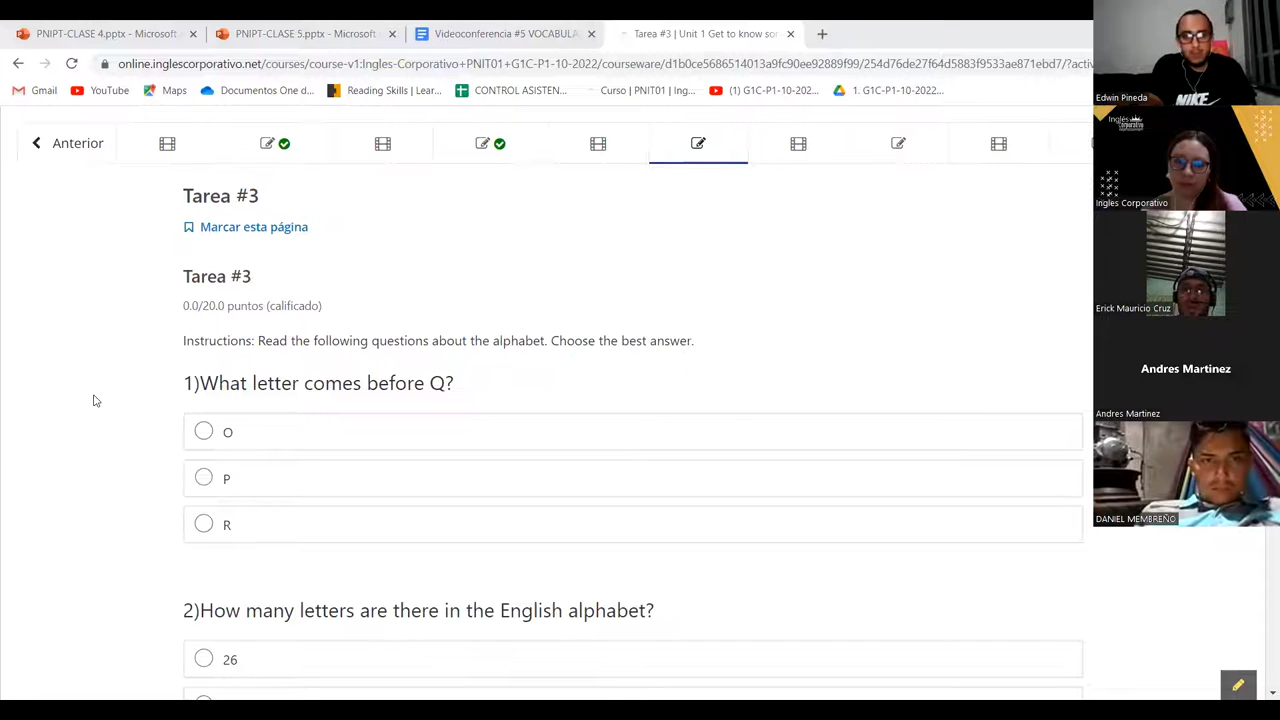 PNIPT-CLASE 4.pptx - Microsoft
PNIPT-CLASE 5.pptx - Microsoft
Videoconferencia #5 VOCABULA
Tarea #3 | Unit 1 Get to know sor
online.inglescorporativo.net/courses/course-v1:Ingles-Corporativo+PNIT01+G1C-P1-10-2022/courseware/d1b0ce5686514013a9fc90ee92889f99/254d76de27f64d5883f9533ae871ebd7/?activ
Gmail
YouTube
Maps
Documentos One d...
Reading Skills | Lear...
CONTROL ASISTEN...
Curso | PNIT01 | Ing...
(1) G1C-P1-10-202...
1. G1C-P1-10-2022...
Anterior
Tarea #3
Marcar esta página
Tarea #3
0.0/20.0 puntos (calificado)
Instructions: Read the following questions about the alphabet. Choose the best answer.
1)What letter comes before Q?
O
P
R
2)How many letters are there in the English alphabet?
26
NIKE
Edwin Pineda
Inglés
Corporativo
Ingles Corporativo
Erick Mauricio Cruz
Andres Martinez
Andres Martinez
DANIEL MEMBREÑO